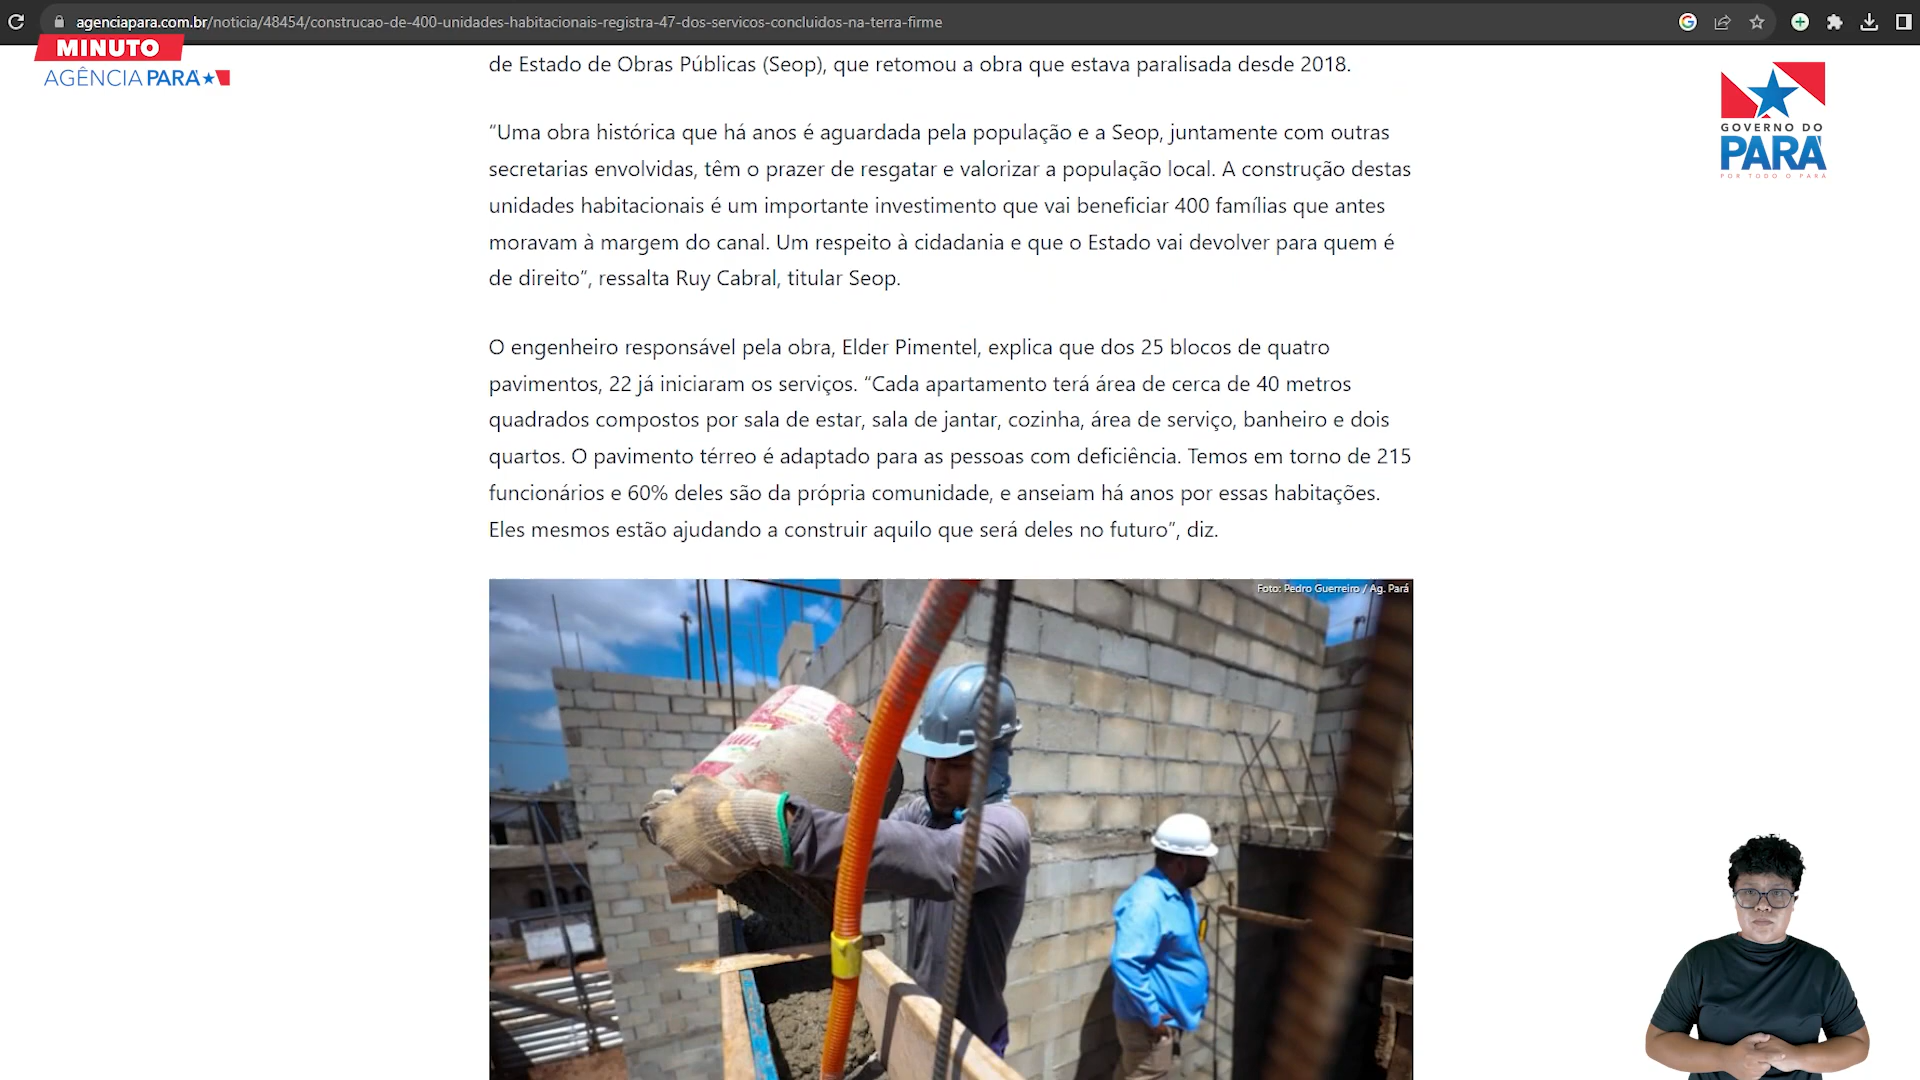 agenciapara.com.br/noticia/48454/construcao-de-400-unidades-habitacionais-registra-47-dos-servicos-concluidos-na-terra-firme
MINUTO
AGÊNCIA PARÁ
GOVERNO DO
PARÁ
POR TODO O PARÁ
de Estado de Obras Públicas (Seop), que retomou a obra que estava paralisada desde 2018.
“Uma obra histórica que há anos é aguardada pela população e a Seop, juntamente com outras
secretarias envolvidas, têm o prazer de resgatar e valorizar a população local. A construção destas
unidades habitacionais é um importante investimento que vai beneficiar 400 famílias que antes
moravam à margem do canal. Um respeito à cidadania e que o Estado vai devolver para quem é
de direito”, ressalta Ruy Cabral, titular Seop.
O engenheiro responsável pela obra, Elder Pimentel, explica que dos 25 blocos de quatro
pavimentos, 22 já iniciaram os serviços. “Cada apartamento terá área de cerca de 40 metros
quadrados compostos por sala de estar, sala de jantar, cozinha, área de serviço, banheiro e dois
quartos. O pavimento térreo é adaptado para as pessoas com deficiência. Temos em torno de 215
funcionários e 60% deles são da própria comunidade, e anseiam há anos por essas habitações.
Eles mesmos estão ajudando a construir aquilo que será deles no futuro”, diz.
Foto: Pedro Guerreiro / Ag. Pará